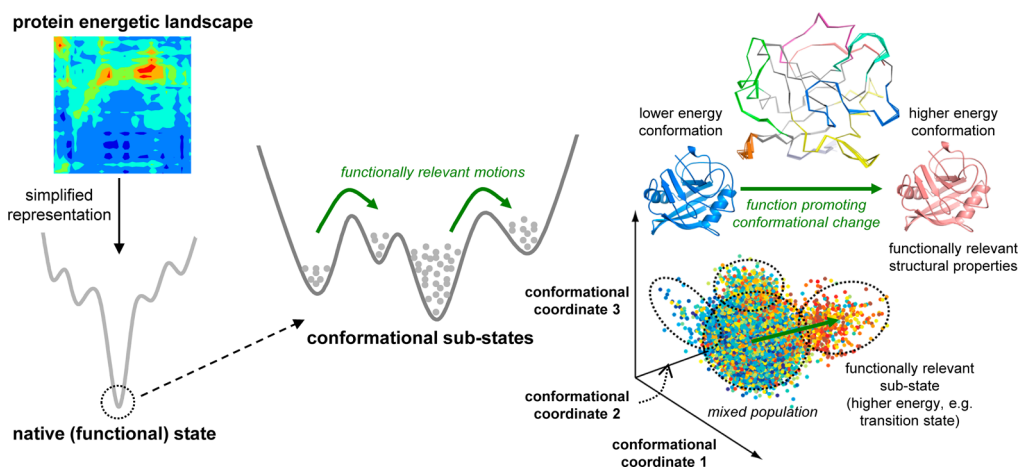 protein energetic landscape
simplified
representation
native (functional) state
functionally relevant motions
conformational sub-states
lower energy
conformation
higher energy
conformation
function promoting
conformational change
functionally relevant
structural properties
conformational
coordinate 3
conformational
coordinate 2
conformational
coordinate 1
mixed population
functionally relevant
sub-state
(higher energy, e.g.
transition state)